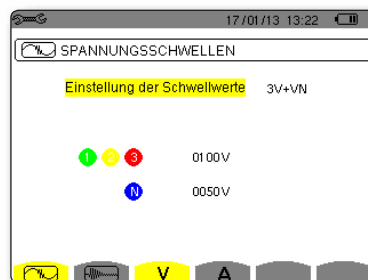 17/01/13 13:22
SPANNUNGSSCHWELLEN
Einstellung der Schwellwerte 3V+VN
1 2 3 0100V
N 0050V
V A